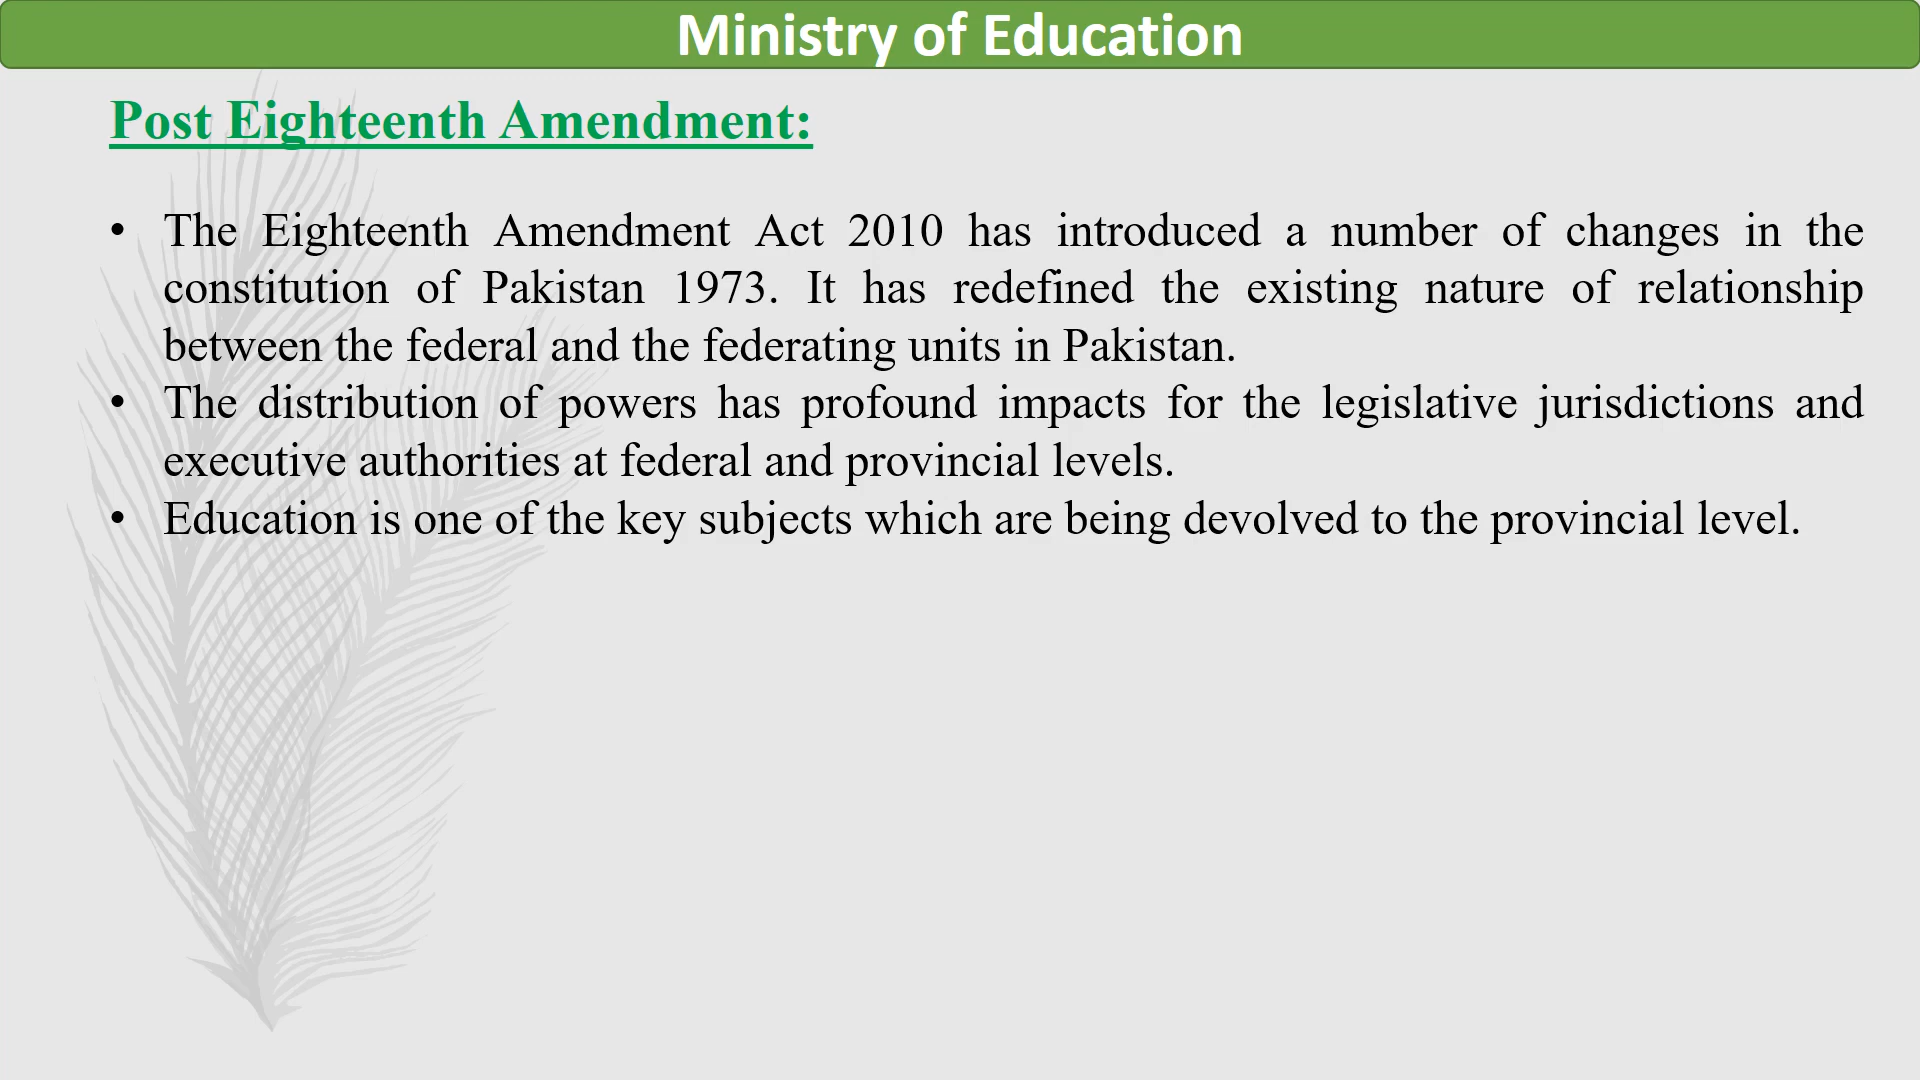 Ministry of Education
Post Eighteenth Amendment:
• The Eighteenth Amendment Act 2010 has introduced a number of changes in the
constitution of Pakistan 1973. It has redefined the existing nature of relationship
between the federal and the federating units in Pakistan.
• The distribution of powers has profound impacts for the legislative jurisdictions and
executive authorities at federal and provincial levels.
• Education is one of the key subjects which are being devolved to the provincial level.